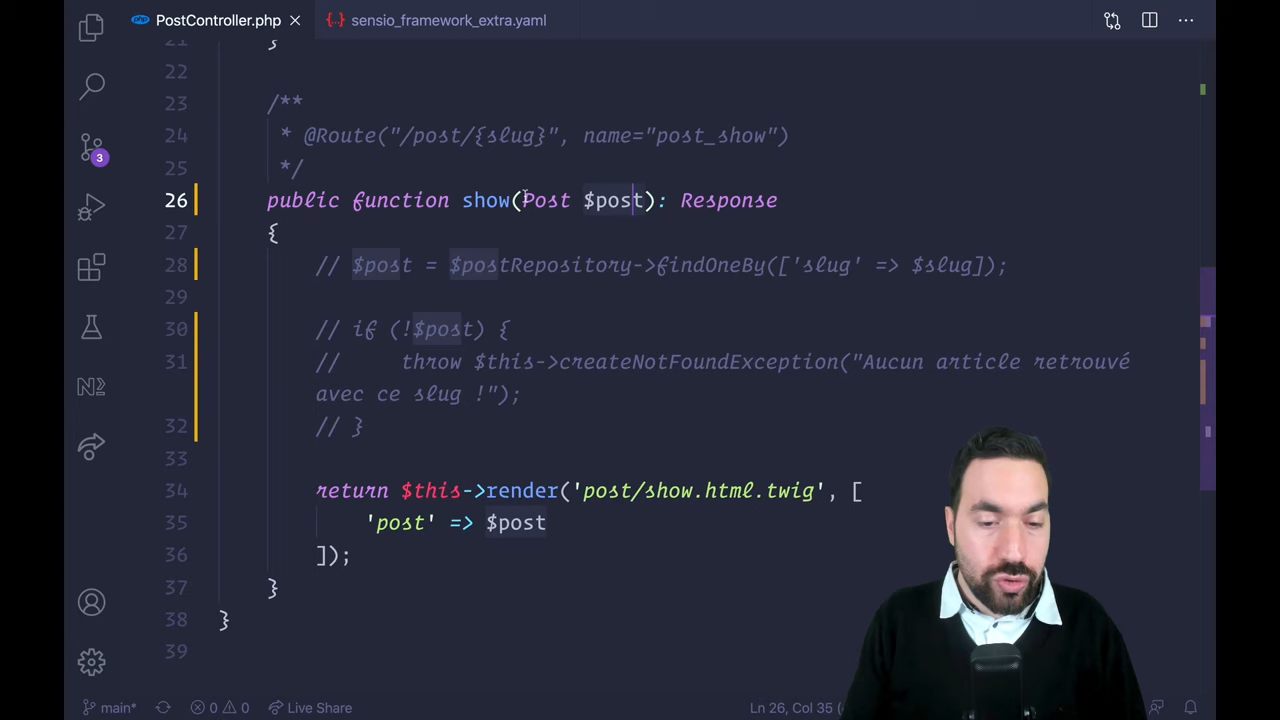 PostController.php
{..} sensio_framework_extra.yaml
21 }
22
23 /**
24 * @Route("/post/{slug}", name="post_show")
25 */
26 public function show(Post $post): Response
27 {
28 // $post = $postRepository->findOneBy(['slug' => $slug]);
29
30 // if (!$post) {
31 // throw $this->createNotFoundException("Aucun article retrouvé
avec ce slug !");
32 // }
33
34 return $this->render('post/show.html.twig', [
35 'post' => $post
36 ]);
37 }
38 }
39
3
main*
0 0
Live Share
Ln 26, Col 35